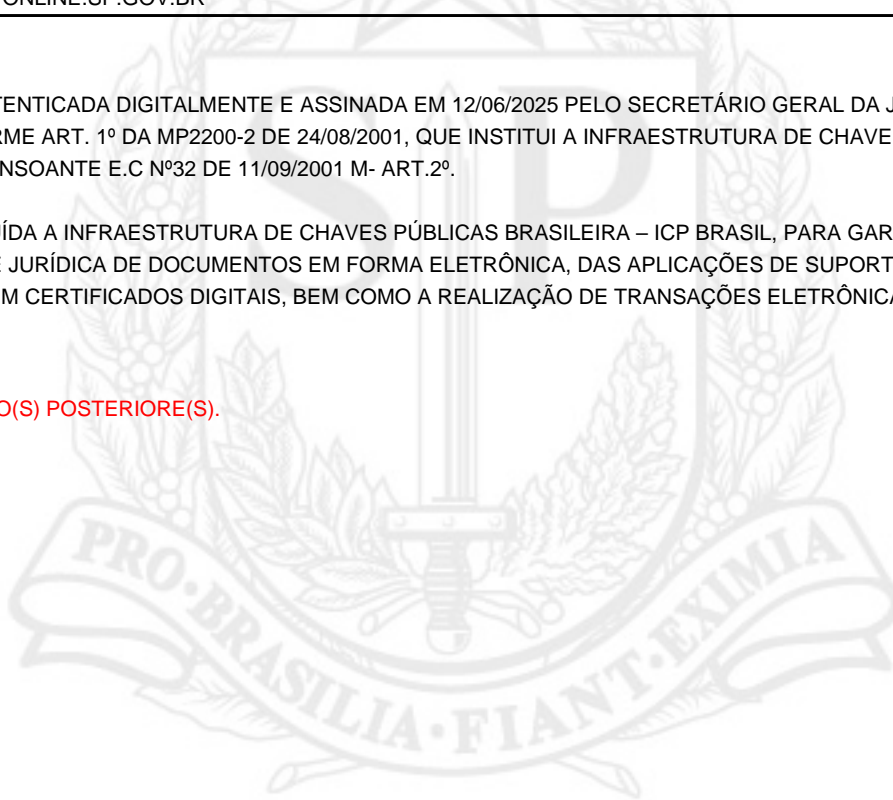 ONLINE.SP.GOV.BR
TENTICADA DIGITALMENTE E ASSINADA EM 12/06/2025 PELO SECRETÁRIO GERAL DA J
RME ART. 1º DA MP2200-2 DE 24/08/2001, QUE INSTITUI A INFRAESTRUTURA DE CHAVE
NSOANTE E.C Nº32 DE 11/09/2001 M- ART.2º.
UÍDA A INFRAESTRUTURA DE CHAVES PÚBLICAS BRASILEIRA – ICP BRASIL, PARA GAR
E JURÍDICA DE DOCUMENTOS EM FORMA ELETRÔNICA, DAS APLICAÇÕES DE SUPORT
M CERTIFICADOS DIGITAIS, BEM COMO A REALIZAÇÃO DE TRANSAÇÕES ELETRÔNICA
O(S) POSTERIORE(S).
SP
PRO·BRASILIA·FIANT·EXIMIA